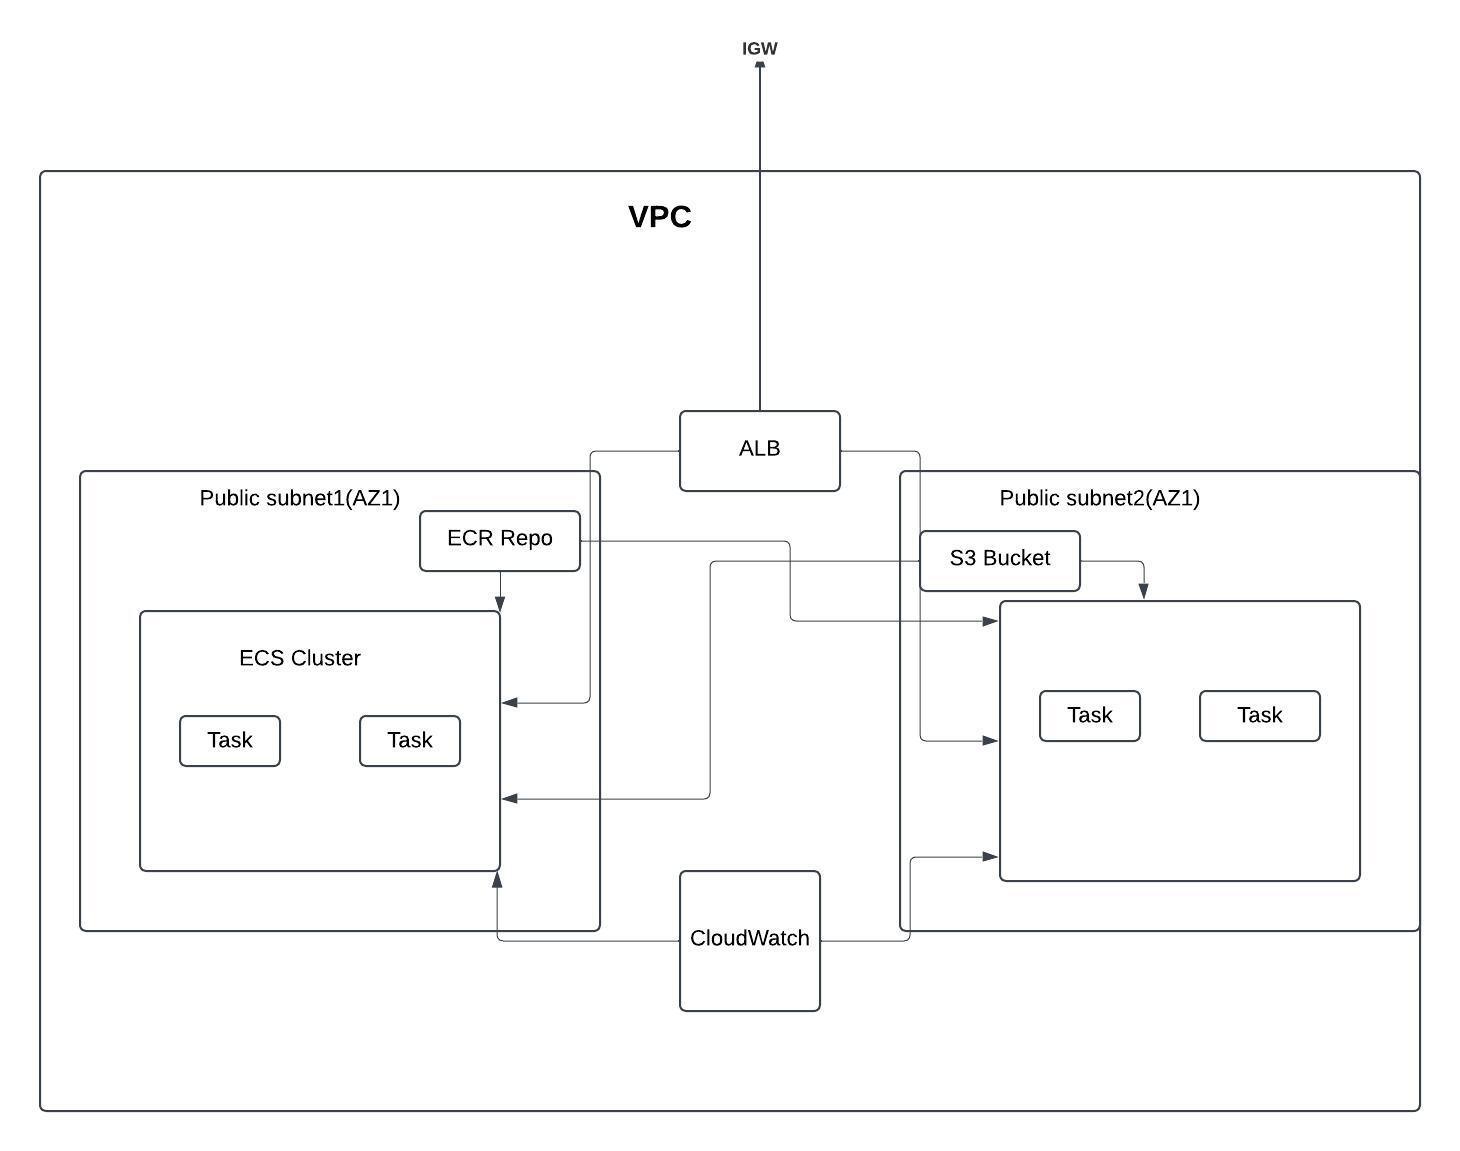 IGW
VPC
ALB
Public subnet1(AZ1)
Public subnet2(AZ1)
ECR Repo
S3 Bucket
ECS Cluster
Task
Task
Task
Task
CloudWatch